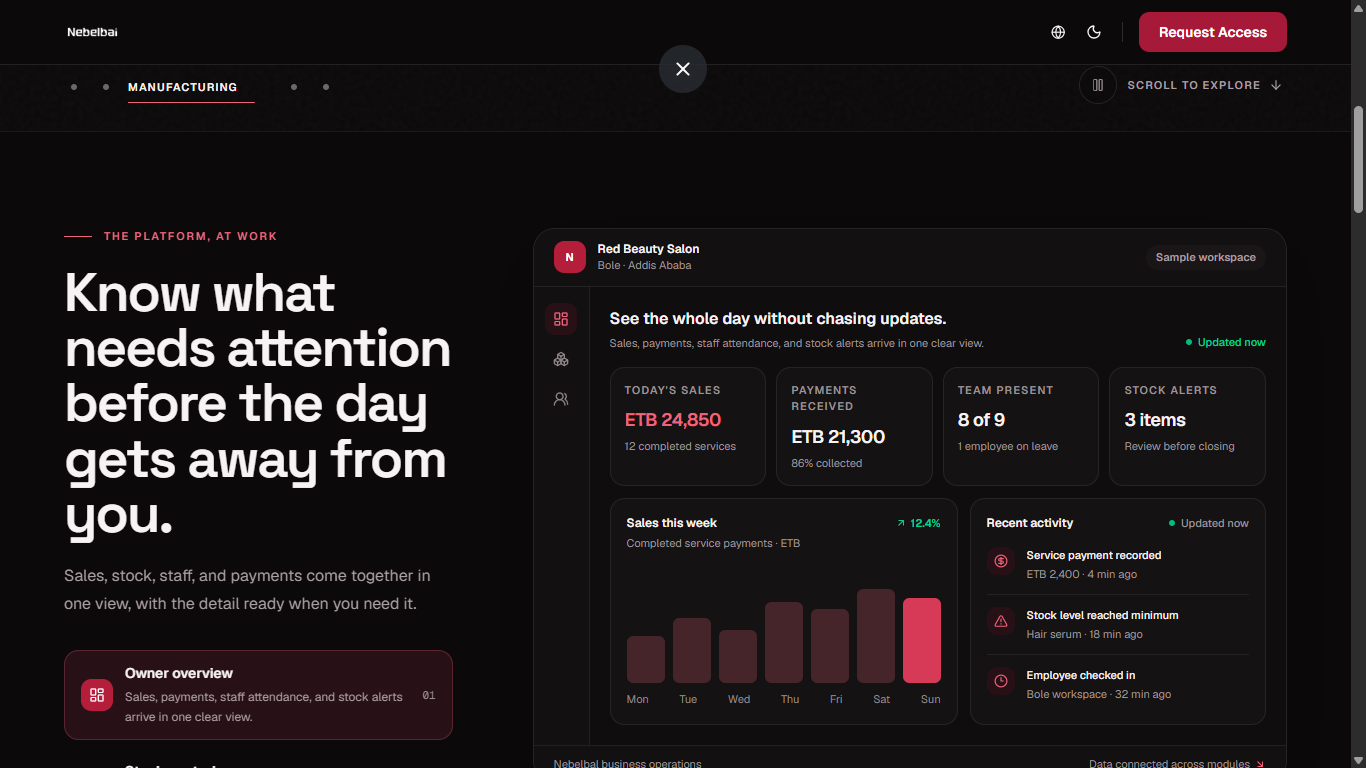 Nebelbal
Request Access
MANUFACTURING
SCROLL TO EXPLORE
THE PLATFORM, AT WORK
Know what
needs attention
before the day
gets away from
you.
Sales, stock, staff, and payments come together in
one view, with the detail ready when you need it.
Owner overview
Sales, payments, staff attendance, and stock alerts
arrive in one clear view.
01
N
Red Beauty Salon
Bole · Addis Ababa
Sample workspace
See the whole day without chasing updates.
Sales, payments, staff attendance, and stock alerts arrive in one clear view.
Updated now
TODAY'S SALES
ETB 24,850
12 completed services
PAYMENTS
RECEIVED
ETB 21,300
86% collected
TEAM PRESENT
8 of 9
1 employee on leave
STOCK ALERTS
3 items
Review before closing
Sales this week
12.4%
Completed service payments · ETB
Mon Tue Wed Thu Fri Sat Sun
Recent activity
Updated now
Service payment recorded
ETB 2,400 · 4 min ago
Stock level reached minimum
Hair serum · 18 min ago
Employee checked in
Bole workspace · 32 min ago
Nebelbal business operations
Data connected across modules